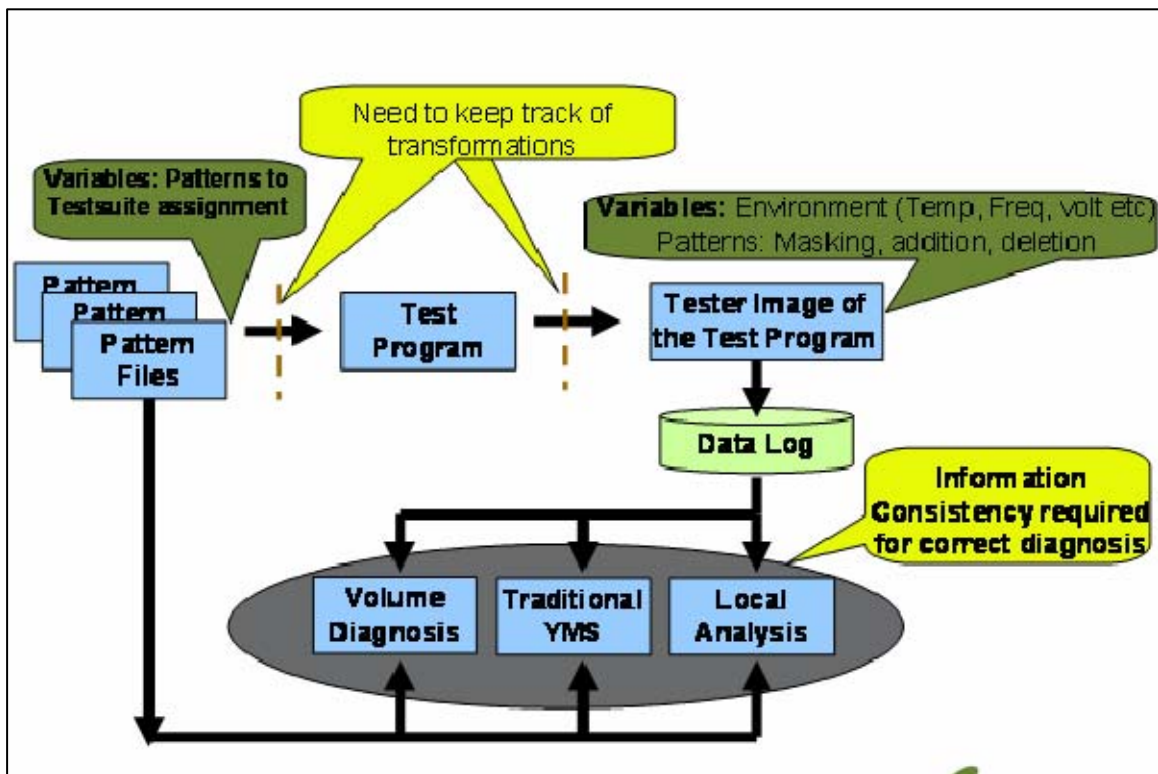 Need to keep track of
transformations
Variables: Patterns to
Testsuite assignment
Variables: Environment (Temp, Freq, volt etc)
Patterns: Masking, addition, deletion
Pattern
Pattern
Pattern
Files
Test
Program
Tester Image of
the Test Program
Data Log
Information
Consistency required
for correct diagnosis
Volume
Diagnosis
Traditional
YMS
Local
Analysis